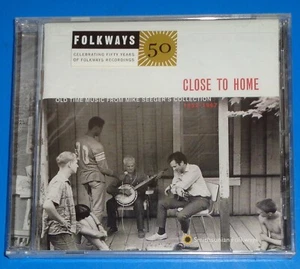 FOLKWAYS
50
CELEBRATING FIFTY YEARS
OF FOLKWAYS RECORDINGS
CLOSE TO HOME
OLD TIME MUSIC FROM MIKE SEEGER'S COLLECTION